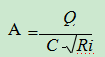 A = Q / (C √Ri)